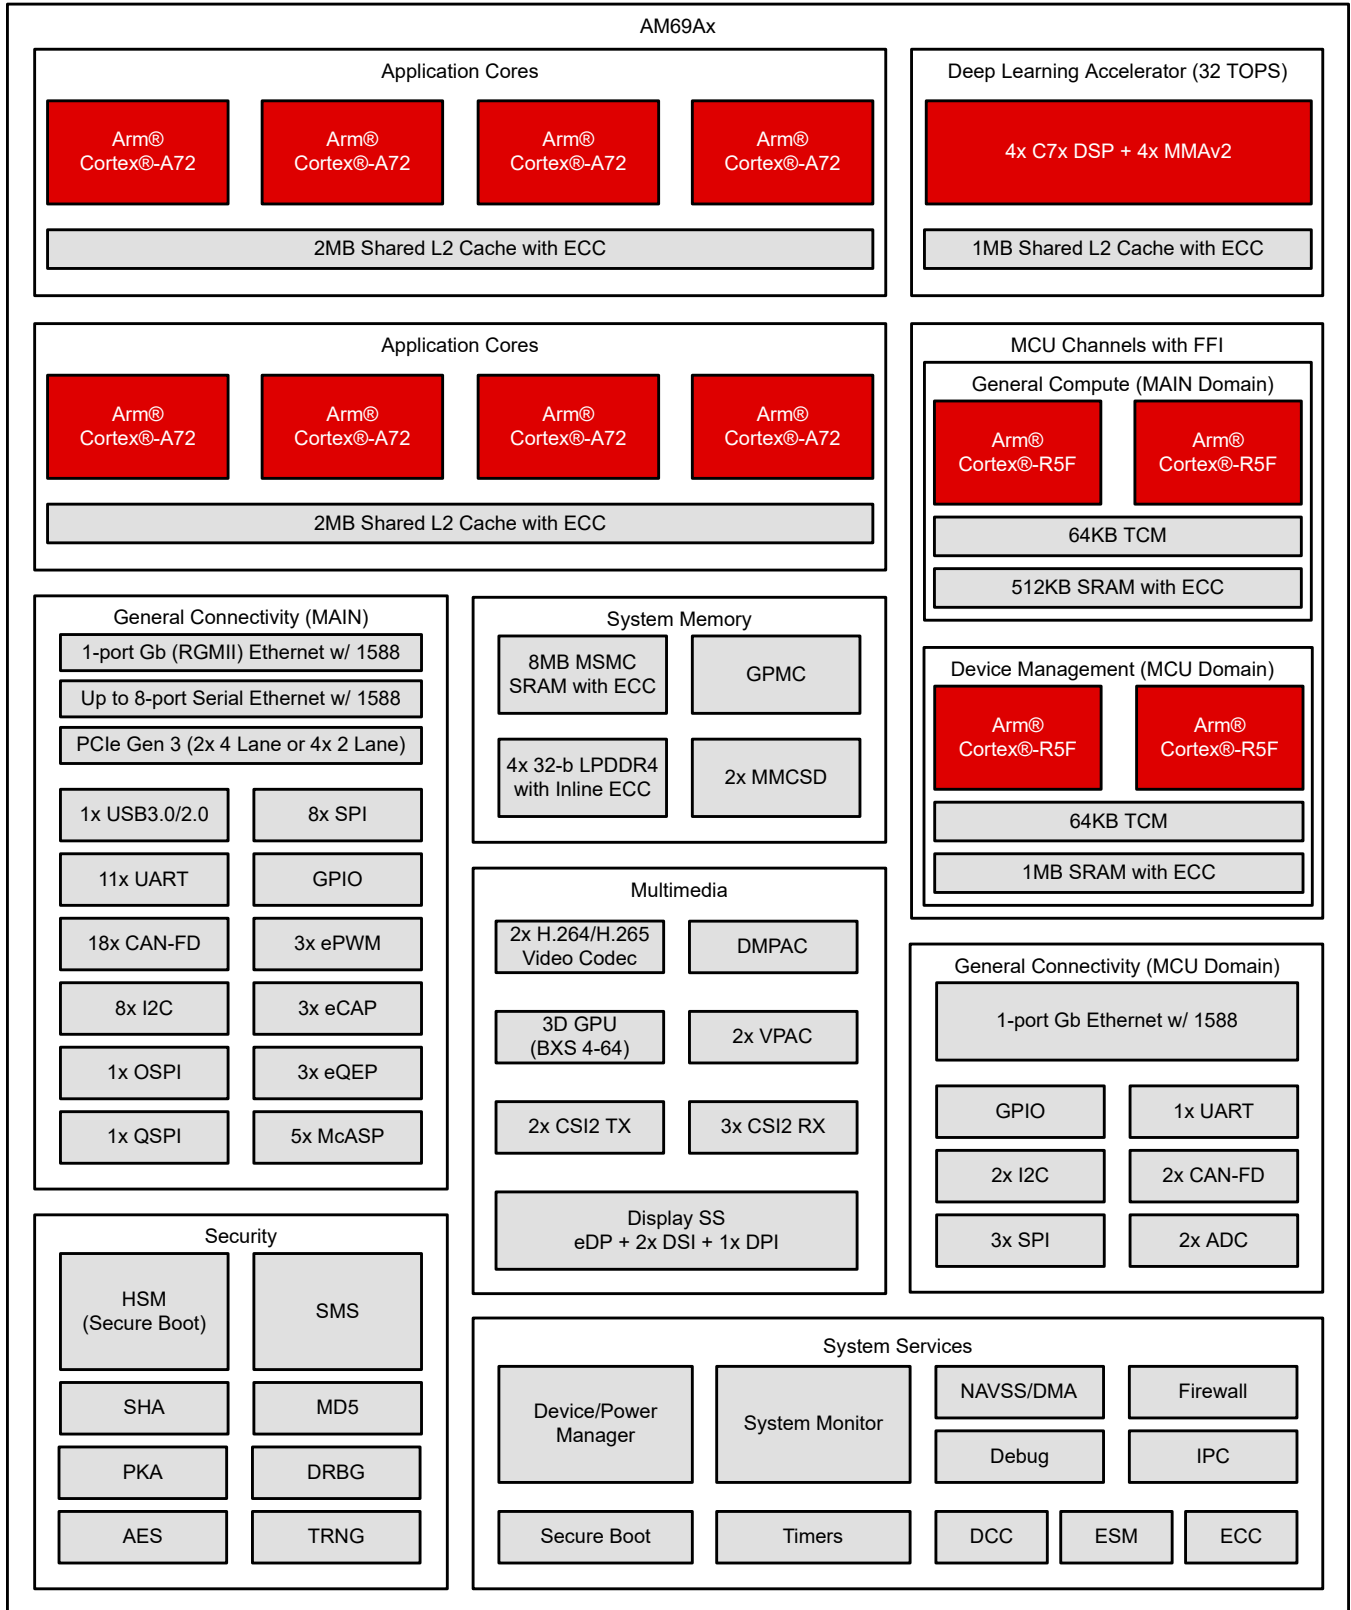 AM69Ax
Application Cores
Arm®
Cortex®-A72
Arm®
Cortex®-A72
Arm®
Cortex®-A72
Arm®
Cortex®-A72
2MB Shared L2 Cache with ECC
Deep Learning Accelerator (32 TOPS)
4x C7x DSP + 4x MMAv2
1MB Shared L2 Cache with ECC
Application Cores
Arm®
Cortex®-A72
Arm®
Cortex®-A72
Arm®
Cortex®-A72
Arm®
Cortex®-A72
2MB Shared L2 Cache with ECC
MCU Channels with FFI
General Compute (MAIN Domain)
Arm®
Cortex®-R5F
Arm®
Cortex®-R5F
64KB TCM
512KB SRAM with ECC
Device Management (MCU Domain)
Arm®
Cortex®-R5F
Arm®
Cortex®-R5F
64KB TCM
1MB SRAM with ECC
General Connectivity (MAIN)
1-port Gb (RGMII) Ethernet w/ 1588
Up to 8-port Serial Ethernet w/ 1588
PCIe Gen 3 (2x 4 Lane or 4x 2 Lane)
1x USB3.0/2.0
8x SPI
11x UART
GPIO
18x CAN-FD
3x ePWM
8x I2C
3x eCAP
1x OSPI
3x eQEP
1x QSPI
5x McASP
System Memory
8MB MSMC
SRAM with ECC
GPMC
4x 32-b LPDDR4
with Inline ECC
2x MMCSD
Multimedia
2x H.264/H.265
Video Codec
DMPAC
3D GPU
(BXS 4-64)
2x VPAC
2x CSI2 TX
3x CSI2 RX
Display SS
eDP + 2x DSI + 1x DPI
General Connectivity (MCU Domain)
1-port Gb Ethernet w/ 1588
GPIO
1x UART
2x I2C
2x CAN-FD
3x SPI
2x ADC
Security
HSM
(Secure Boot)
SMS
SHA
MD5
PKA
DRBG
AES
TRNG
System Services
Device/Power
Manager
System Monitor
NAVSS/DMA
Firewall
Debug
IPC
Secure Boot
Timers
DCC
ESM
ECC